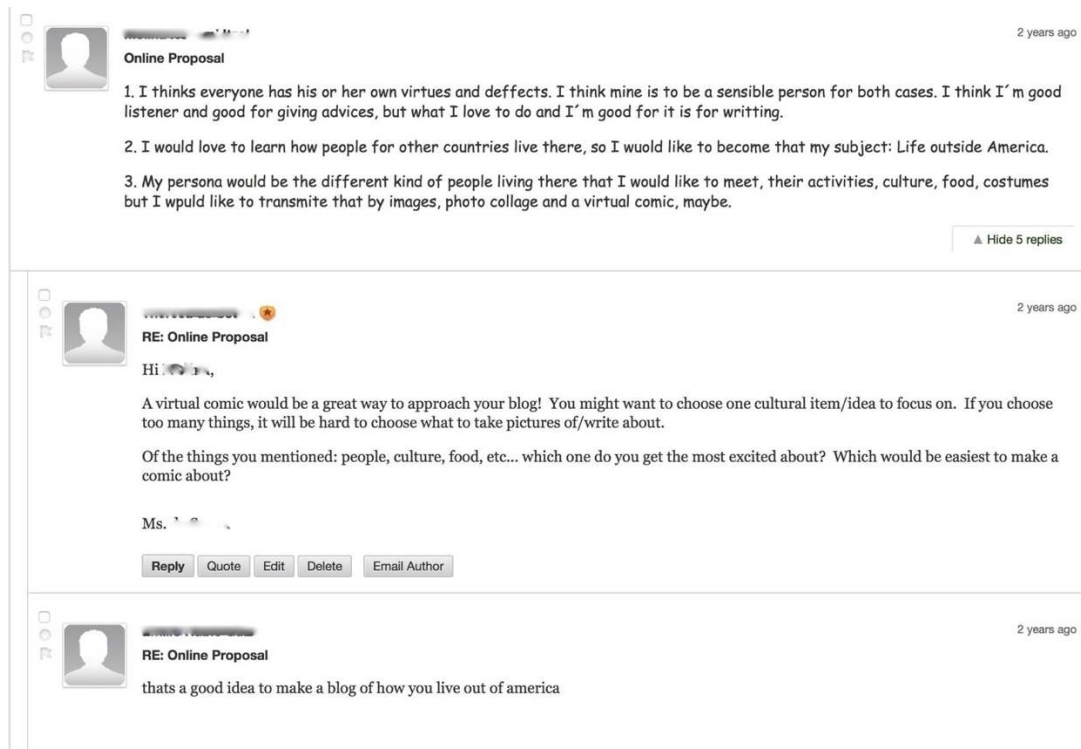 2 years ago
Online Proposal
1. I thinks everyone has his or her own virtues and deffects. I think mine is to be a sensible person for both cases. I think I´m good
listener and good for giving advices, but what I love to do and I´m good for it is for writting.
2. I would love to learn how people for other countries live there, so I wuold like to become that my subject: Life outside America.
3. My persona would be the different kind of people living there that I would like to meet, their activities, culture, food, costumes
but I wpuld like to transmite that by images, photo collage and a virtual comic, maybe.
▲ Hide 5 replies
2 years ago
RE: Online Proposal
Hi
A virtual comic would be a great way to approach your blog!  You might want to choose one cultural item/idea to focus on.  If you choose
too many things, it will be hard to choose what to take pictures of/write about.
Of the things you mentioned: people, culture, food, etc... which one do you get the most excited about?  Which would be easiest to make a
comic about?
Ms.
Reply Quote Edit Delete Email Author
2 years ago
RE: Online Proposal
thats a good idea to make a blog of how you live out of america